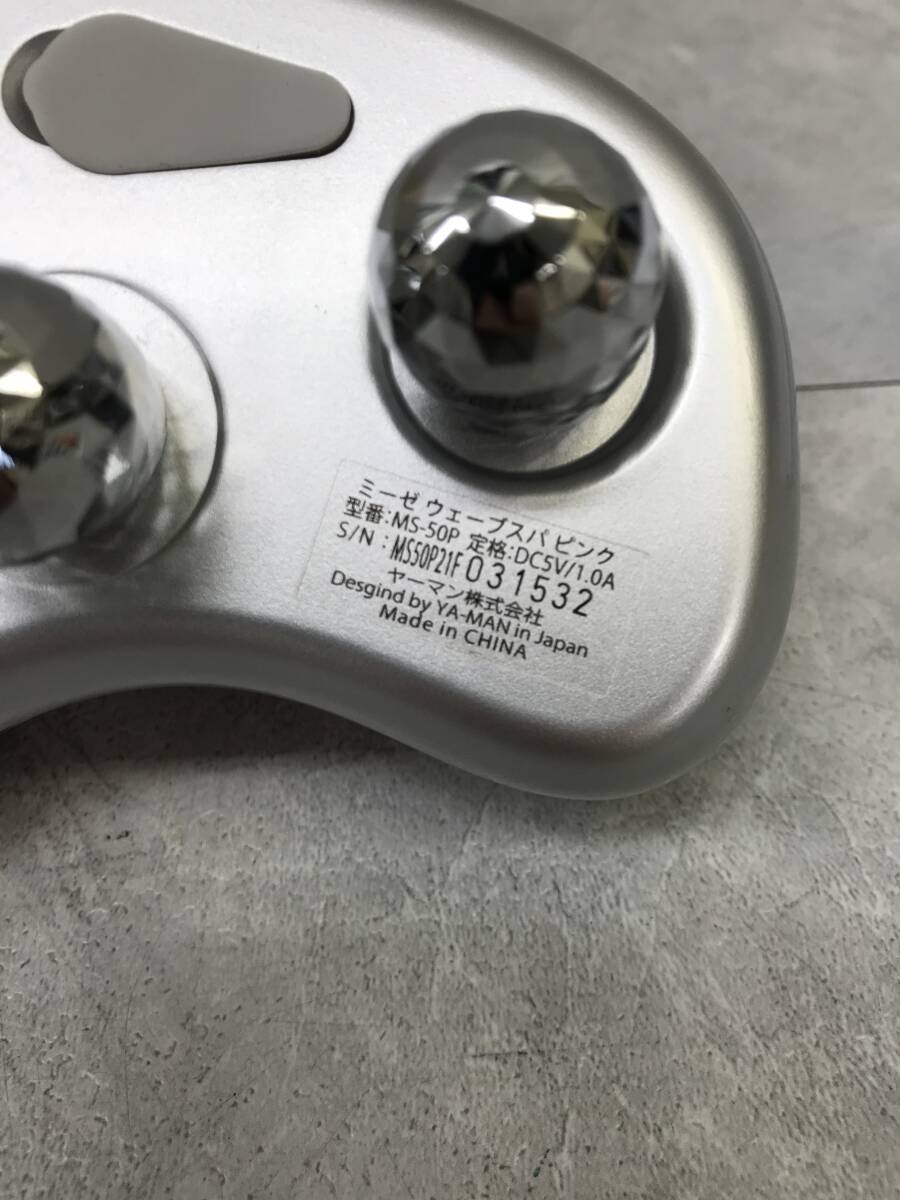 ミーゼ ウェーブスパ ピンク
型番:MS-50P 定格:DC5V/1.0A
S/N : MS50P21F031532
ヤーマン株式会社
Desgind by YA-MAN in Japan
Made in CHINA